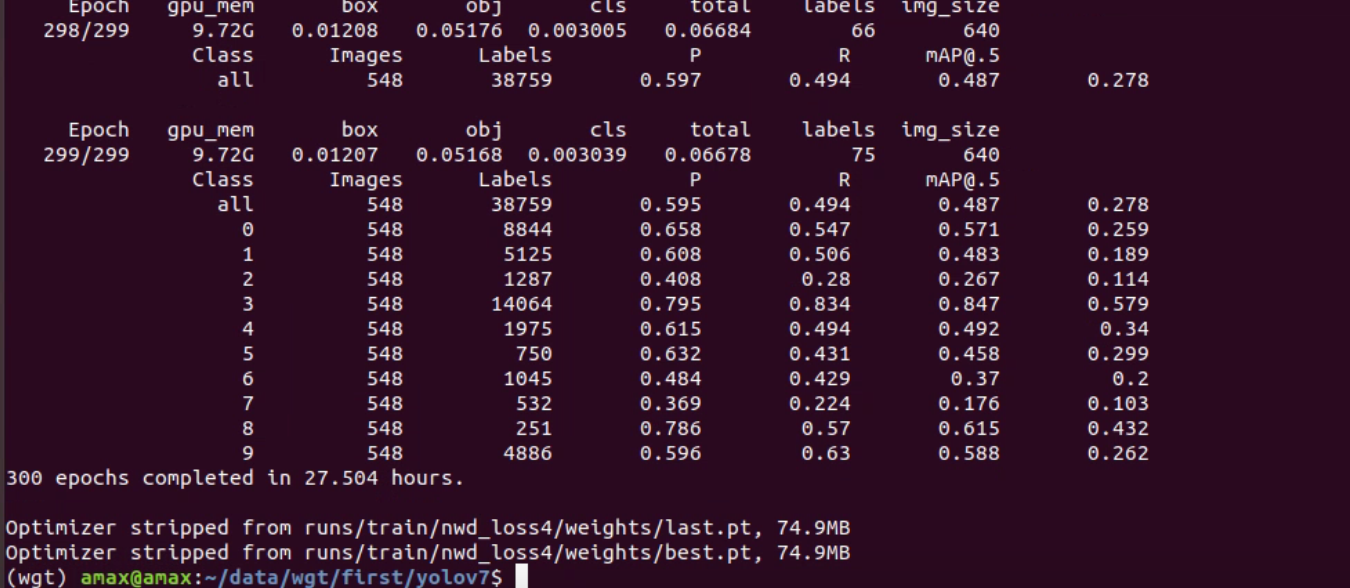 Epoch gpu_mem box obj cls total labels img_size
298/299 9.72G 0.01208 0.05176 0.003005 0.06684 66 640
Class Images Labels P R mAP@.5
all 548 38759 0.597 0.494 0.487 0.278
Epoch gpu_mem box obj cls total labels img_size
299/299 9.72G 0.01207 0.05168 0.003039 0.06678 75 640
Class Images Labels P R mAP@.5
all 548 38759 0.595 0.494 0.487 0.278
0 548 8844 0.658 0.547 0.571 0.259
1 548 5125 0.608 0.506 0.483 0.189
2 548 1287 0.408 0.28 0.267 0.114
3 548 14064 0.795 0.834 0.847 0.579
4 548 1975 0.615 0.494 0.492 0.34
5 548 750 0.632 0.431 0.458 0.299
6 548 1045 0.484 0.429 0.37 0.2
7 548 532 0.369 0.224 0.176 0.103
8 548 251 0.786 0.57 0.615 0.432
9 548 4886 0.596 0.63 0.588 0.262
300 epochs completed in 27.504 hours.
Optimizer stripped from runs/train/nwd_loss4/weights/last.pt, 74.9MB
Optimizer stripped from runs/train/nwd_loss4/weights/best.pt, 74.9MB
(wgt) amax@amax:~/data/wgt/first/yolov7$